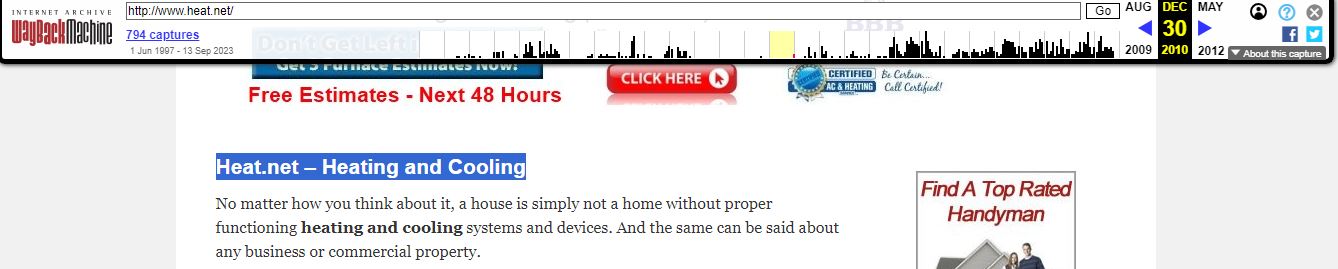 INTERNET ARCHIVE
WayBackMachine
http://www.heat.net/
Go
794 captures
1 Jun 1997 - 13 Sep 2023
AUG
DEC
MAY
30
2009
2010
2012
About this capture
BBB
Don't Get Left
Get 3 Furnace Estimates Now!
Free Estimates - Next 48 Hours
CLICK HERE
CERTIFIED
AC & HEATING
Be Certain...
Call Certified!
Heat.net – Heating and Cooling
No matter how you think about it, a house is simply not a home without proper
functioning heating and cooling systems and devices. And the same can be said about
any business or commercial property.
Find A Top Rated
Handyman